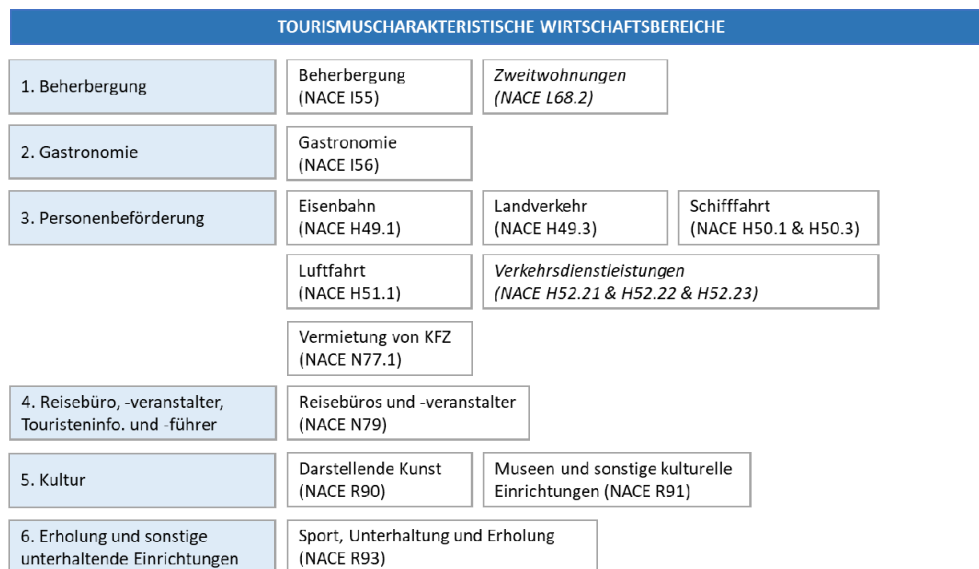 TOURISMUSCHARAKTERISTISCHE WIRTSCHAFTSBEREICHE
1. Beherbergung
Beherbergung
(NACE I55)
Zweitwohnungen
(NACE L68.2)
2. Gastronomie
Gastronomie
(NACE I56)
3. Personenbeförderung
Eisenbahn
(NACE H49.1)
Landverkehr
(NACE H49.3)
Schifffahrt
(NACE H50.1 & H50.3)
Luftfahrt
(NACE H51.1)
Verkehrsdienstleistungen
(NACE H52.21 & H52.22 & H52.23)
Vermietung von KFZ
(NACE N77.1)
4. Reisebüro, -veranstalter,
Touristeninfo. und -führer
Reisebüros und -veranstalter
(NACE N79)
5. Kultur
Darstellende Kunst
(NACE R90)
Museen und sonstige kulturelle
Einrichtungen (NACE R91)
6. Erholung und sonstige
unterhaltende Einrichtungen
Sport, Unterhaltung und Erholung
(NACE R93)